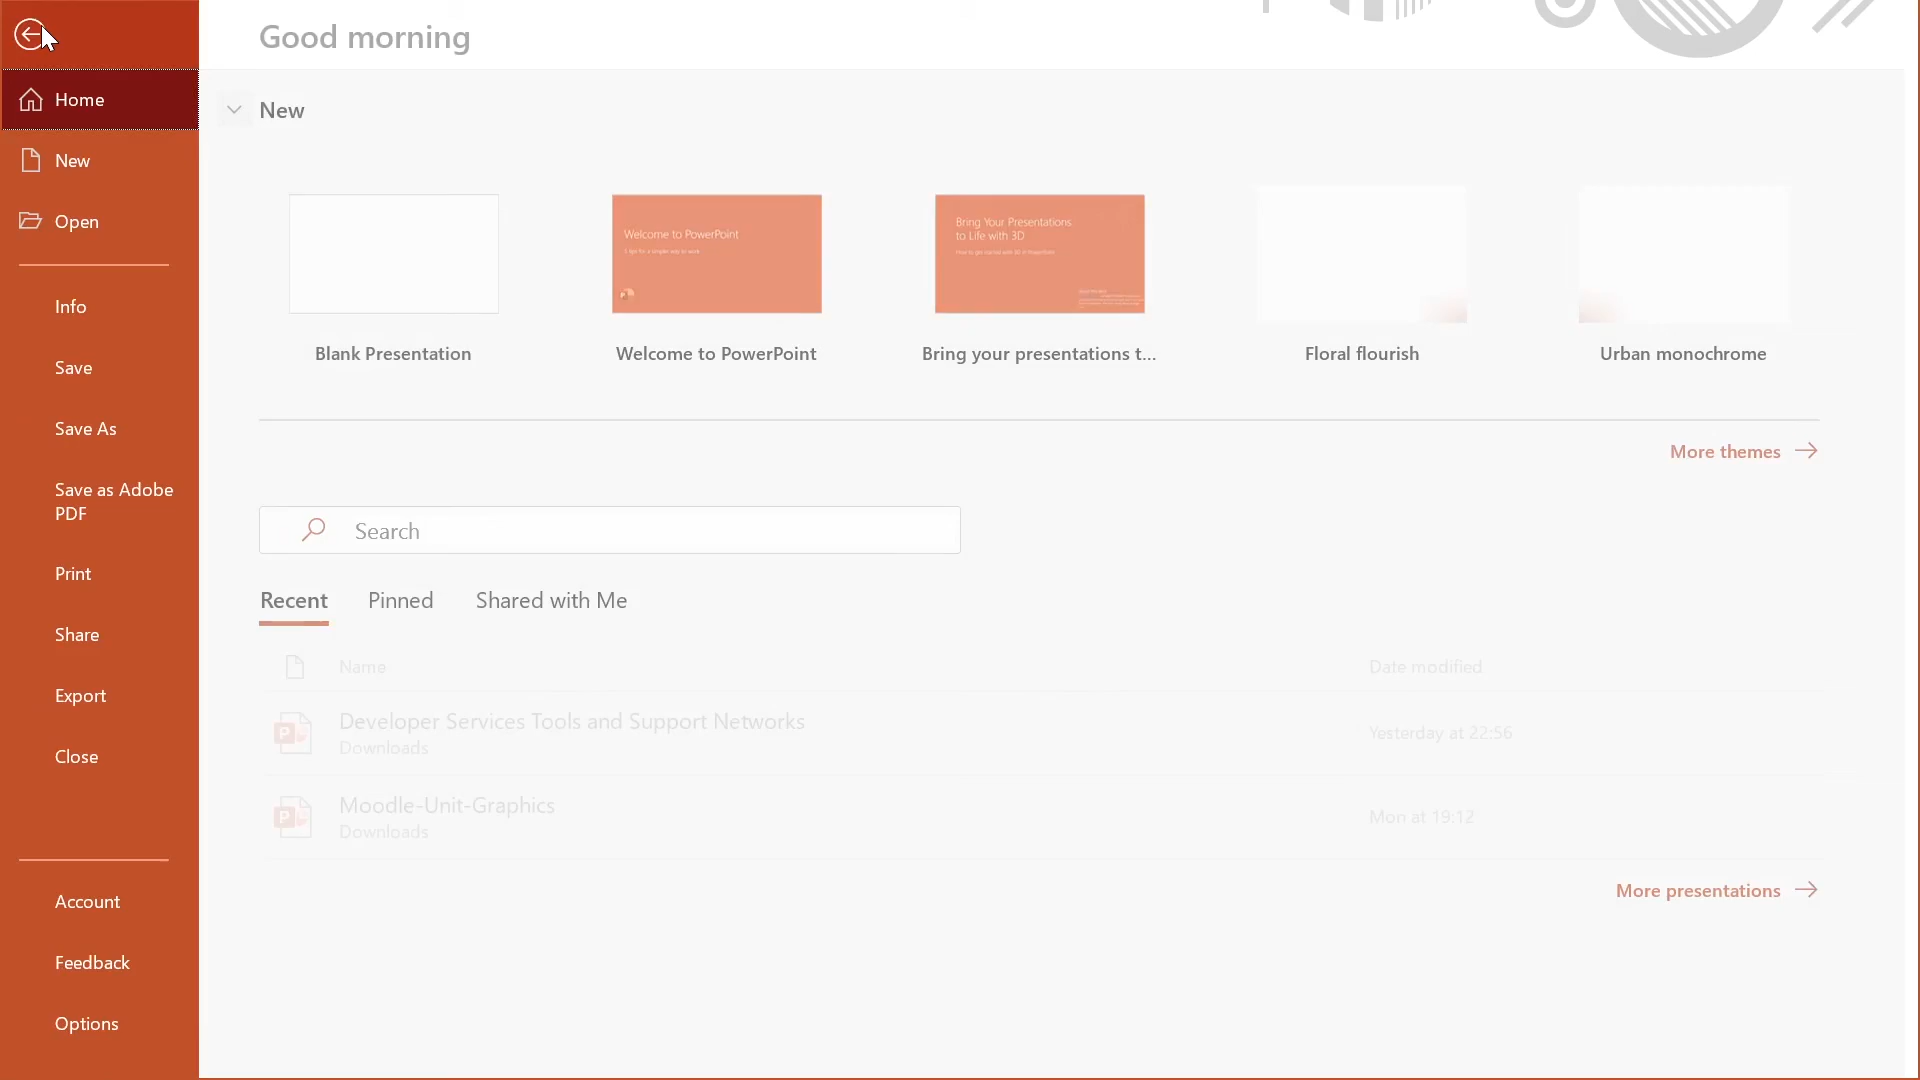 Good morning
Home
New
Open
Info
Save
Save As
Save as Adobe
PDF
Print
Share
Export
Close
Account
Feedback
Options
New
Welcome to PowerPoint
Bring Your Presentations
to Life with 3D
Blank Presentation
Welcome to PowerPoint
Bring your presentations t...
Floral flourish
Urban monochrome
More themes
Search
Recent Pinned Shared with Me
Name Date modified
Developer Services Tools and Support Networks
Downloads
Yesterday at 22:56
Moodle-Unit-Graphics
Downloads
Mon at 19:12
More presentations